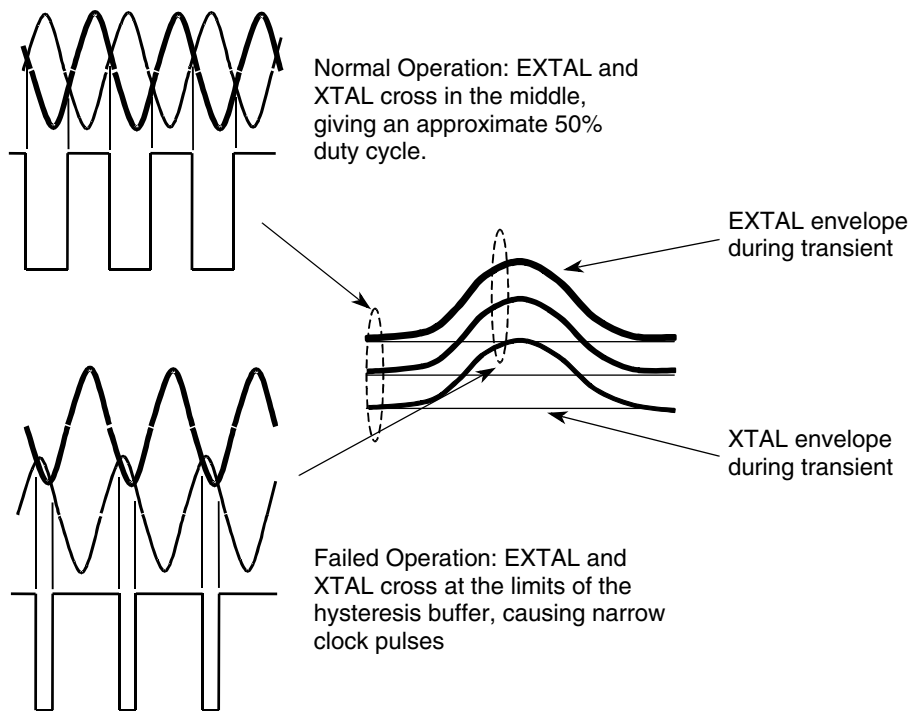 Normal Operation: EXTAL and
XTAL cross in the middle,
giving an approximate 50%
duty cycle.
EXTAL envelope
during transient
XTAL envelope
during transient
Failed Operation: EXTAL and
XTAL cross at the limits of the
hysteresis buffer, causing narrow
clock pulses